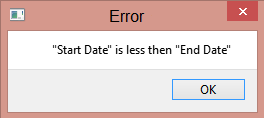 Error
"Start Date" is less then "End Date"
OK